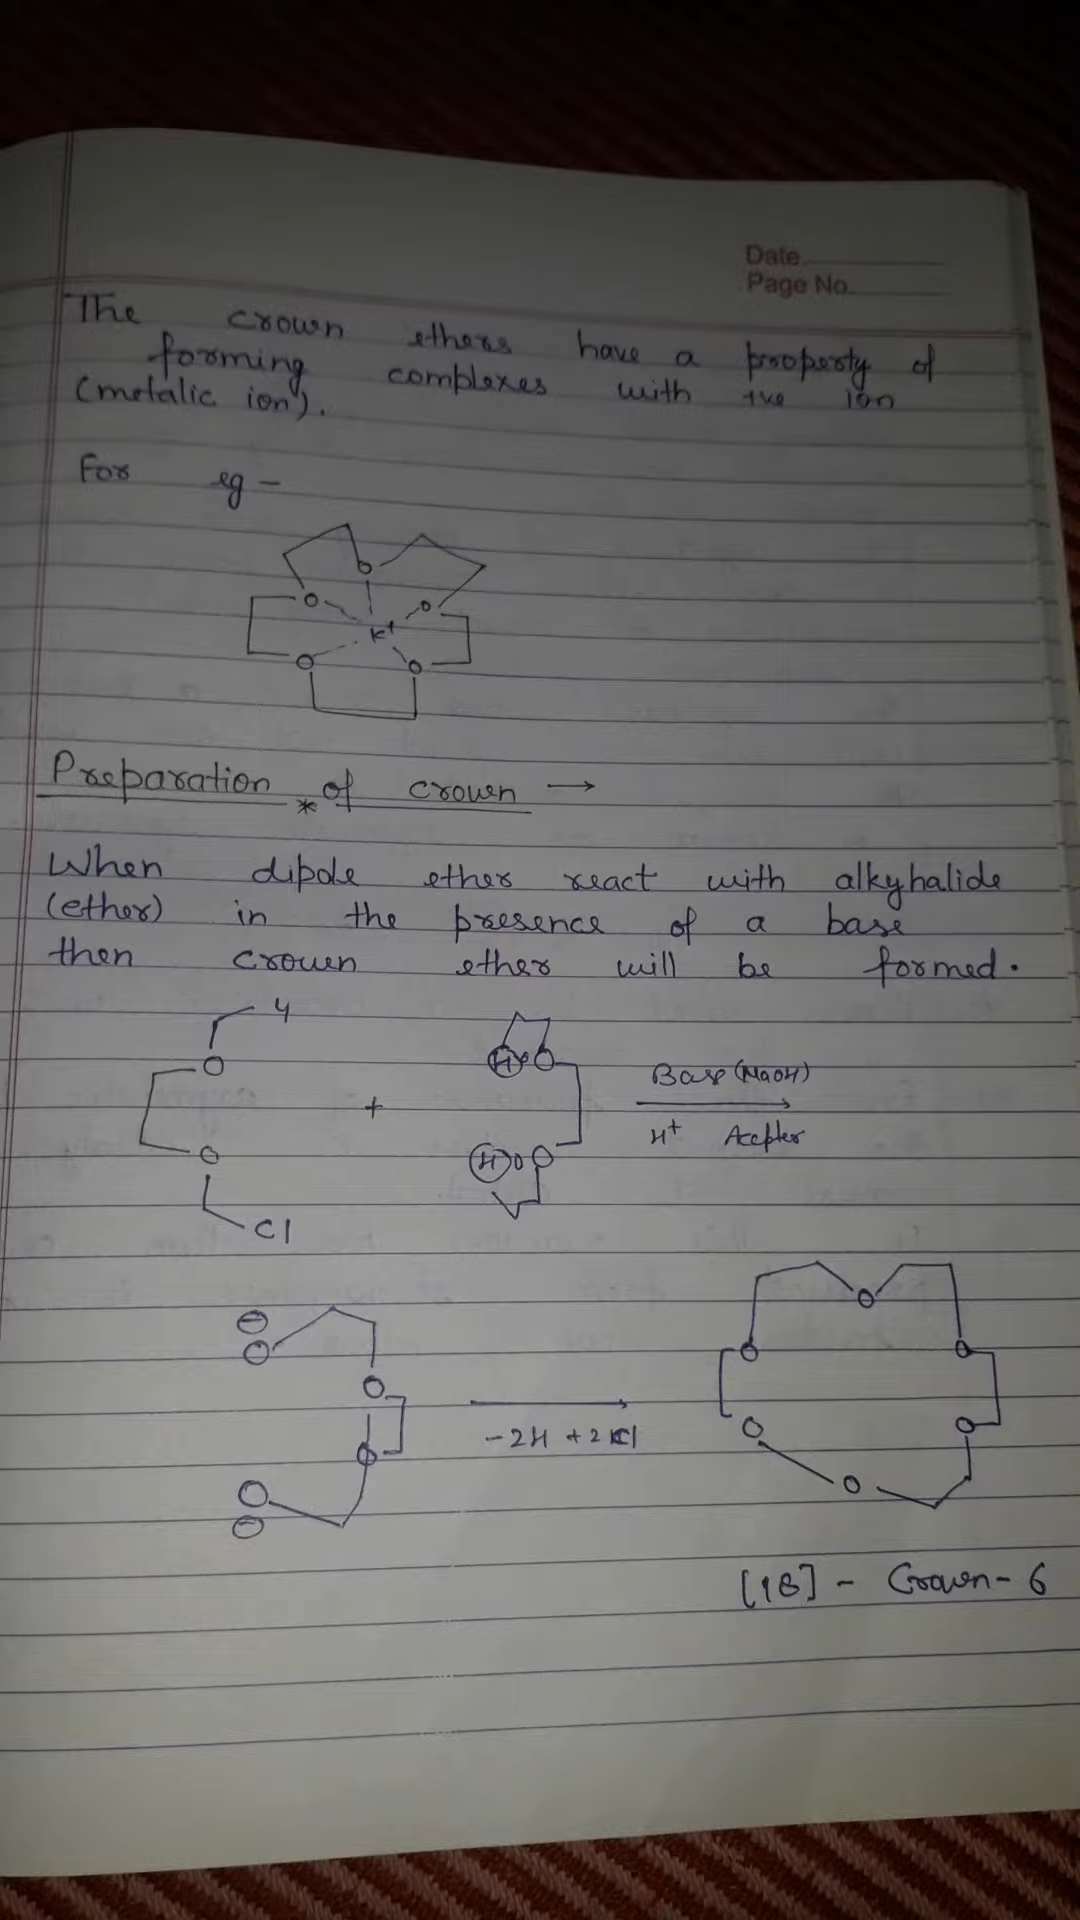 Date
Page No.
The crown ethers have a property of
forming complexes with +ve ion
(metalic ion).
For eg -
O
O O
K+
O O
Preparation of crown →
*
When dipole ether react with alkyhalide
(ether) in the presence of a base
then crown ether will be formed.
4
O H O O
+ Base (NaOH)
H+ Acepter
O H O O
Cl
⊖
O
O
O
O
⊖
-2H + 2KCl
O
O O
O O
O
[18] - Crown - 6